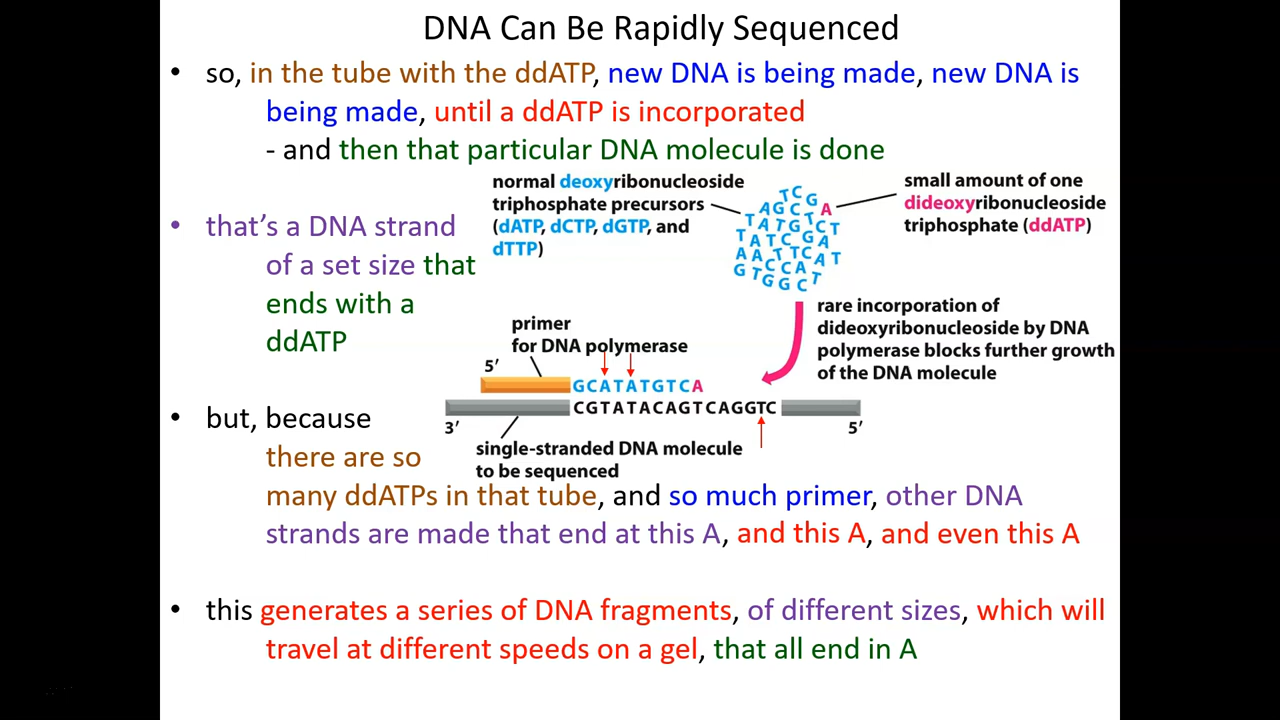 DNA Can Be Rapidly Sequenced
• so, in the tube with the ddATP, new DNA is being made, new DNA is
being made, until a ddATP is incorporated
- and then that particular DNA molecule is done
• that's a DNA strand
of a set size that
ends with a
ddATP
normal deoxyribonucleoside
triphosphate precursors
(dATP, dCTP, dGTP, and
dTTP)
small amount of one
dideoxyribonucleoside
triphosphate (ddATP)
rare incorporation of
dideoxyribonucleoside by DNA
polymerase blocks further growth
of the DNA molecule
primer
for DNA polymerase
5′
GCATATGTCA
CGTATACAGTCAGGTC
3′
5′
single-stranded DNA molecule
to be sequenced
• but, because
there are so
many ddATPs in that tube, and so much primer, other DNA
strands are made that end at this A, and this A, and even this A
• this generates a series of DNA fragments, of different sizes, which will
travel at different speeds on a gel, that all end in A